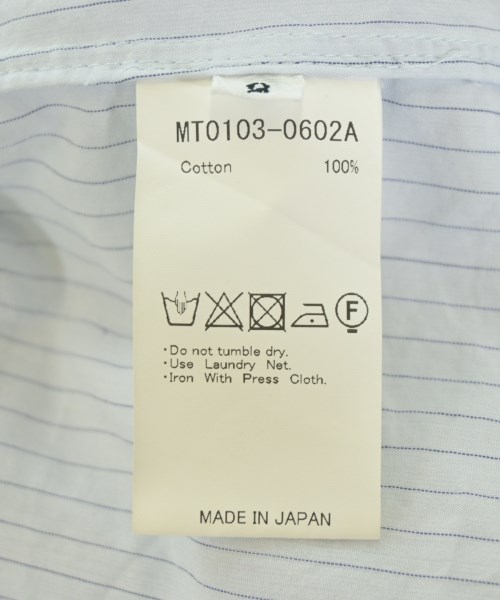 MT0103-0602A
Cotton 100%
F
·Do not tumble dry.
·Use Laundry Net.
·Iron With Press Cloth.
MADE IN JAPAN